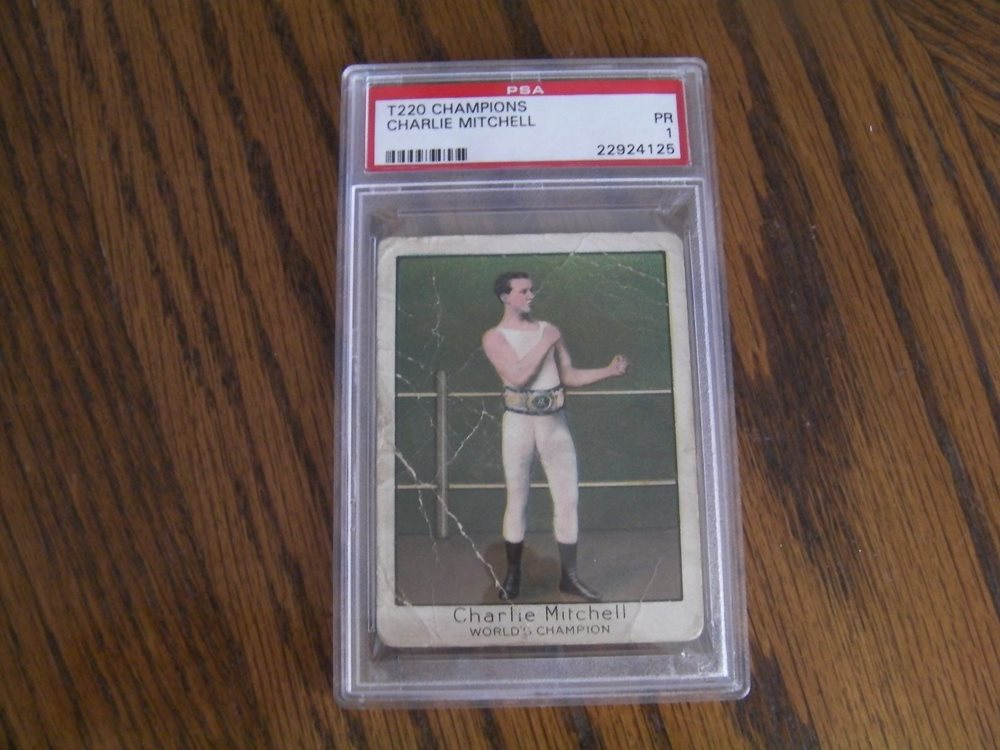 PSA
T220 CHAMPIONS
CHARLIE MITCHELL
PR
1
22924125
Charlie Mitchell
WORLD'S CHAMPION